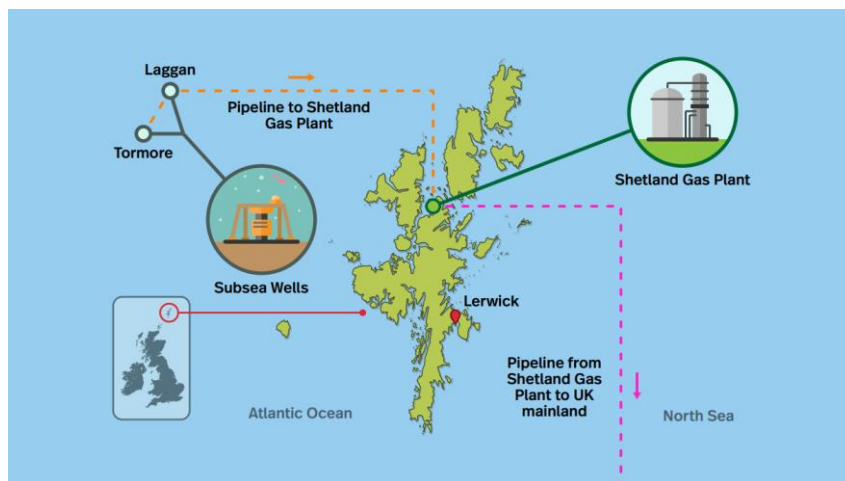 Laggan
Pipeline to Shetland
Gas Plant
Tormore
Shetland Gas Plant
Subsea Wells
Lerwick
Pipeline from
Shetland Gas
Plant to UK
mainland
Atlantic Ocean
North Sea